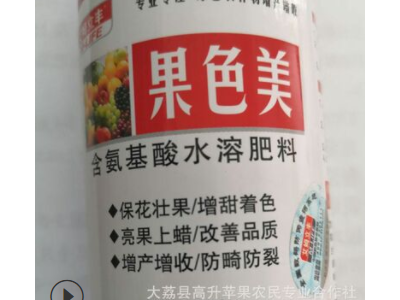 果色美
含氨基酸水溶肥料
◆保花壮果/增甜着色
◆亮果上蜡/改善品质
◆增产增收/防畸防裂
大荔县高升苹果农民专业合作社